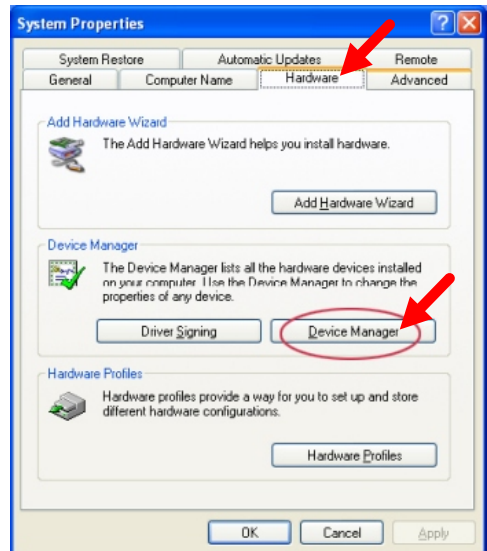 System Properties
System Restore Automatic Updates Remote
General Computer Name Hardware Advanced
Add Hardware Wizard
The Add Hardware Wizard helps you install hardware.
Add Hardware Wizard
Device Manager
The Device Manager lists all the hardware devices installed
on your computer. Use the Device Manager to change the
properties of any device.
Driver Signing Device Manager
Hardware Profiles
Hardware profiles provide a way for you to set up and store
different hardware configurations.
Hardware Profiles
OK Cancel Apply